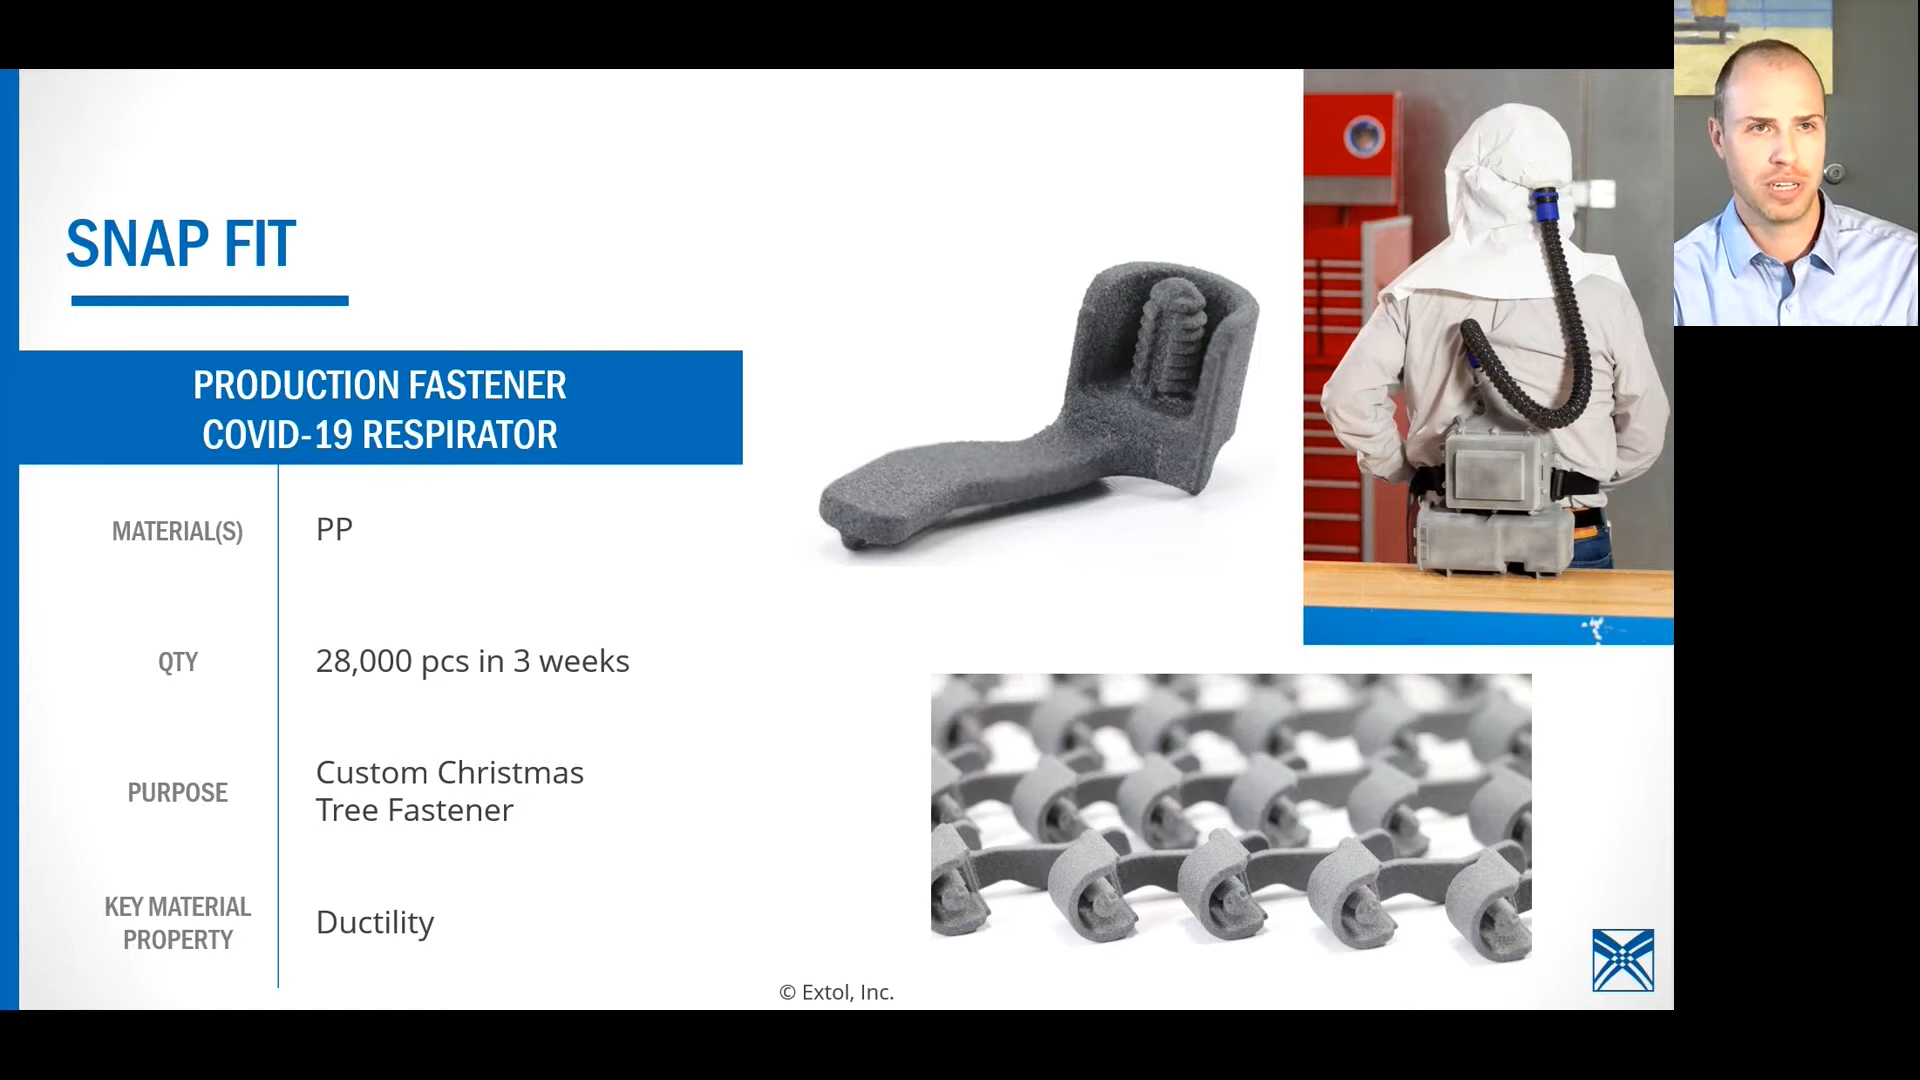 SNAP FIT
PRODUCTION FASTENER
COVID-19 RESPIRATOR
MATERIAL(S)
PP
QTY
28,000 pcs in 3 weeks
PURPOSE
Custom Christmas
Tree Fastener
KEY MATERIAL
PROPERTY
Ductility
© Extol, Inc.